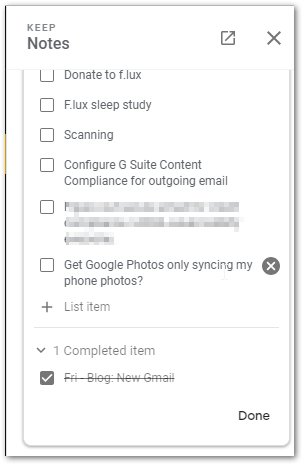 KEEP
Notes
Donate to f.lux
F.lux sleep study
Scanning
Configure G Suite Content
Compliance for outgoing email
Get Google Photos only syncing my
phone photos?
List item
1 Completed item
Fri - Blog: New Gmail
Done